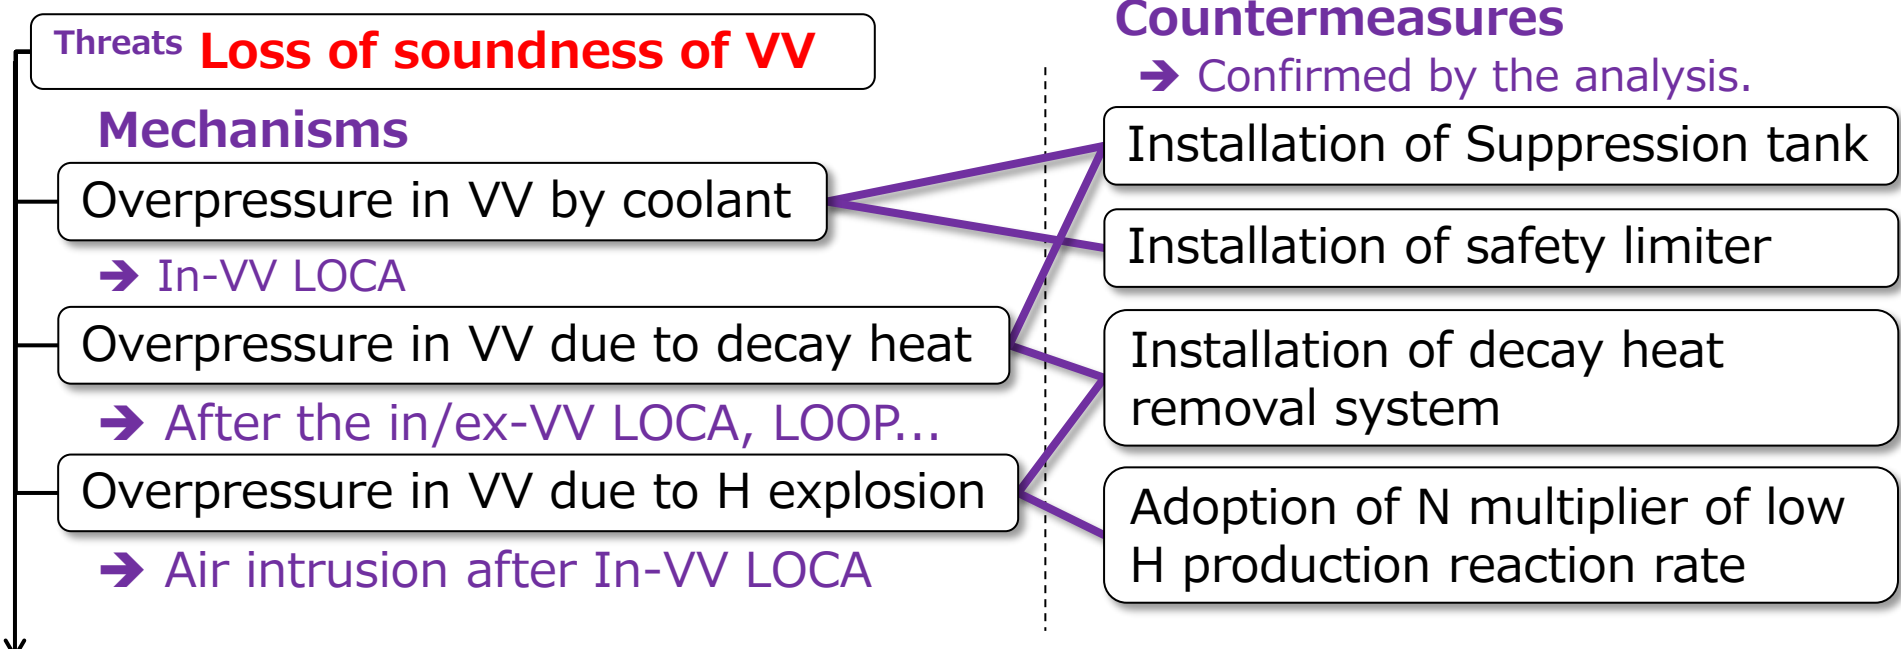 Threats Loss of soundness of VV
Mechanisms
Overpressure in VV by coolant
➔ In-VV LOCA
Overpressure in VV due to decay heat
➔ After the in/ex-VV LOCA, LOOP...
Overpressure in VV due to H explosion
➔ Air intrusion after In-VV LOCA
Countermeasures
➔ Confirmed by the analysis.
Installation of Suppression tank
Installation of safety limiter
Installation of decay heat
removal system
Adoption of N multiplier of low
H production reaction rate